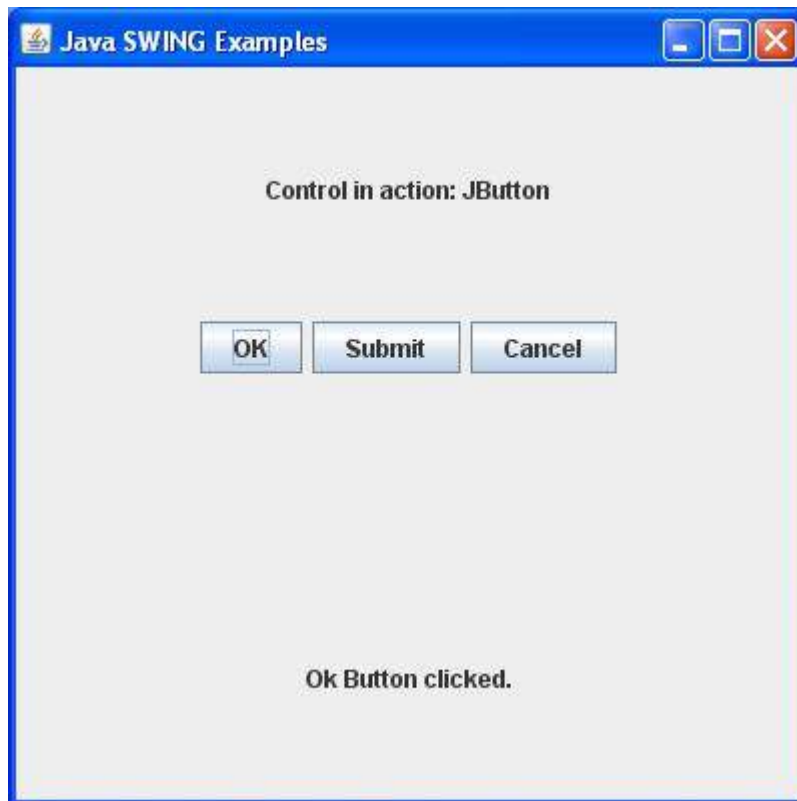 Java SWING Examples
Control in action: JButton
OK Submit Cancel
Ok Button clicked.